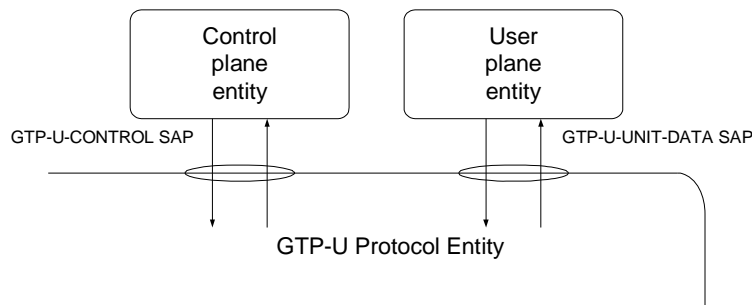 Control
plane
entity
User
plane
entity
GTP-U-CONTROL SAP
GTP-U-UNIT-DATA SAP
GTP-U Protocol Entity